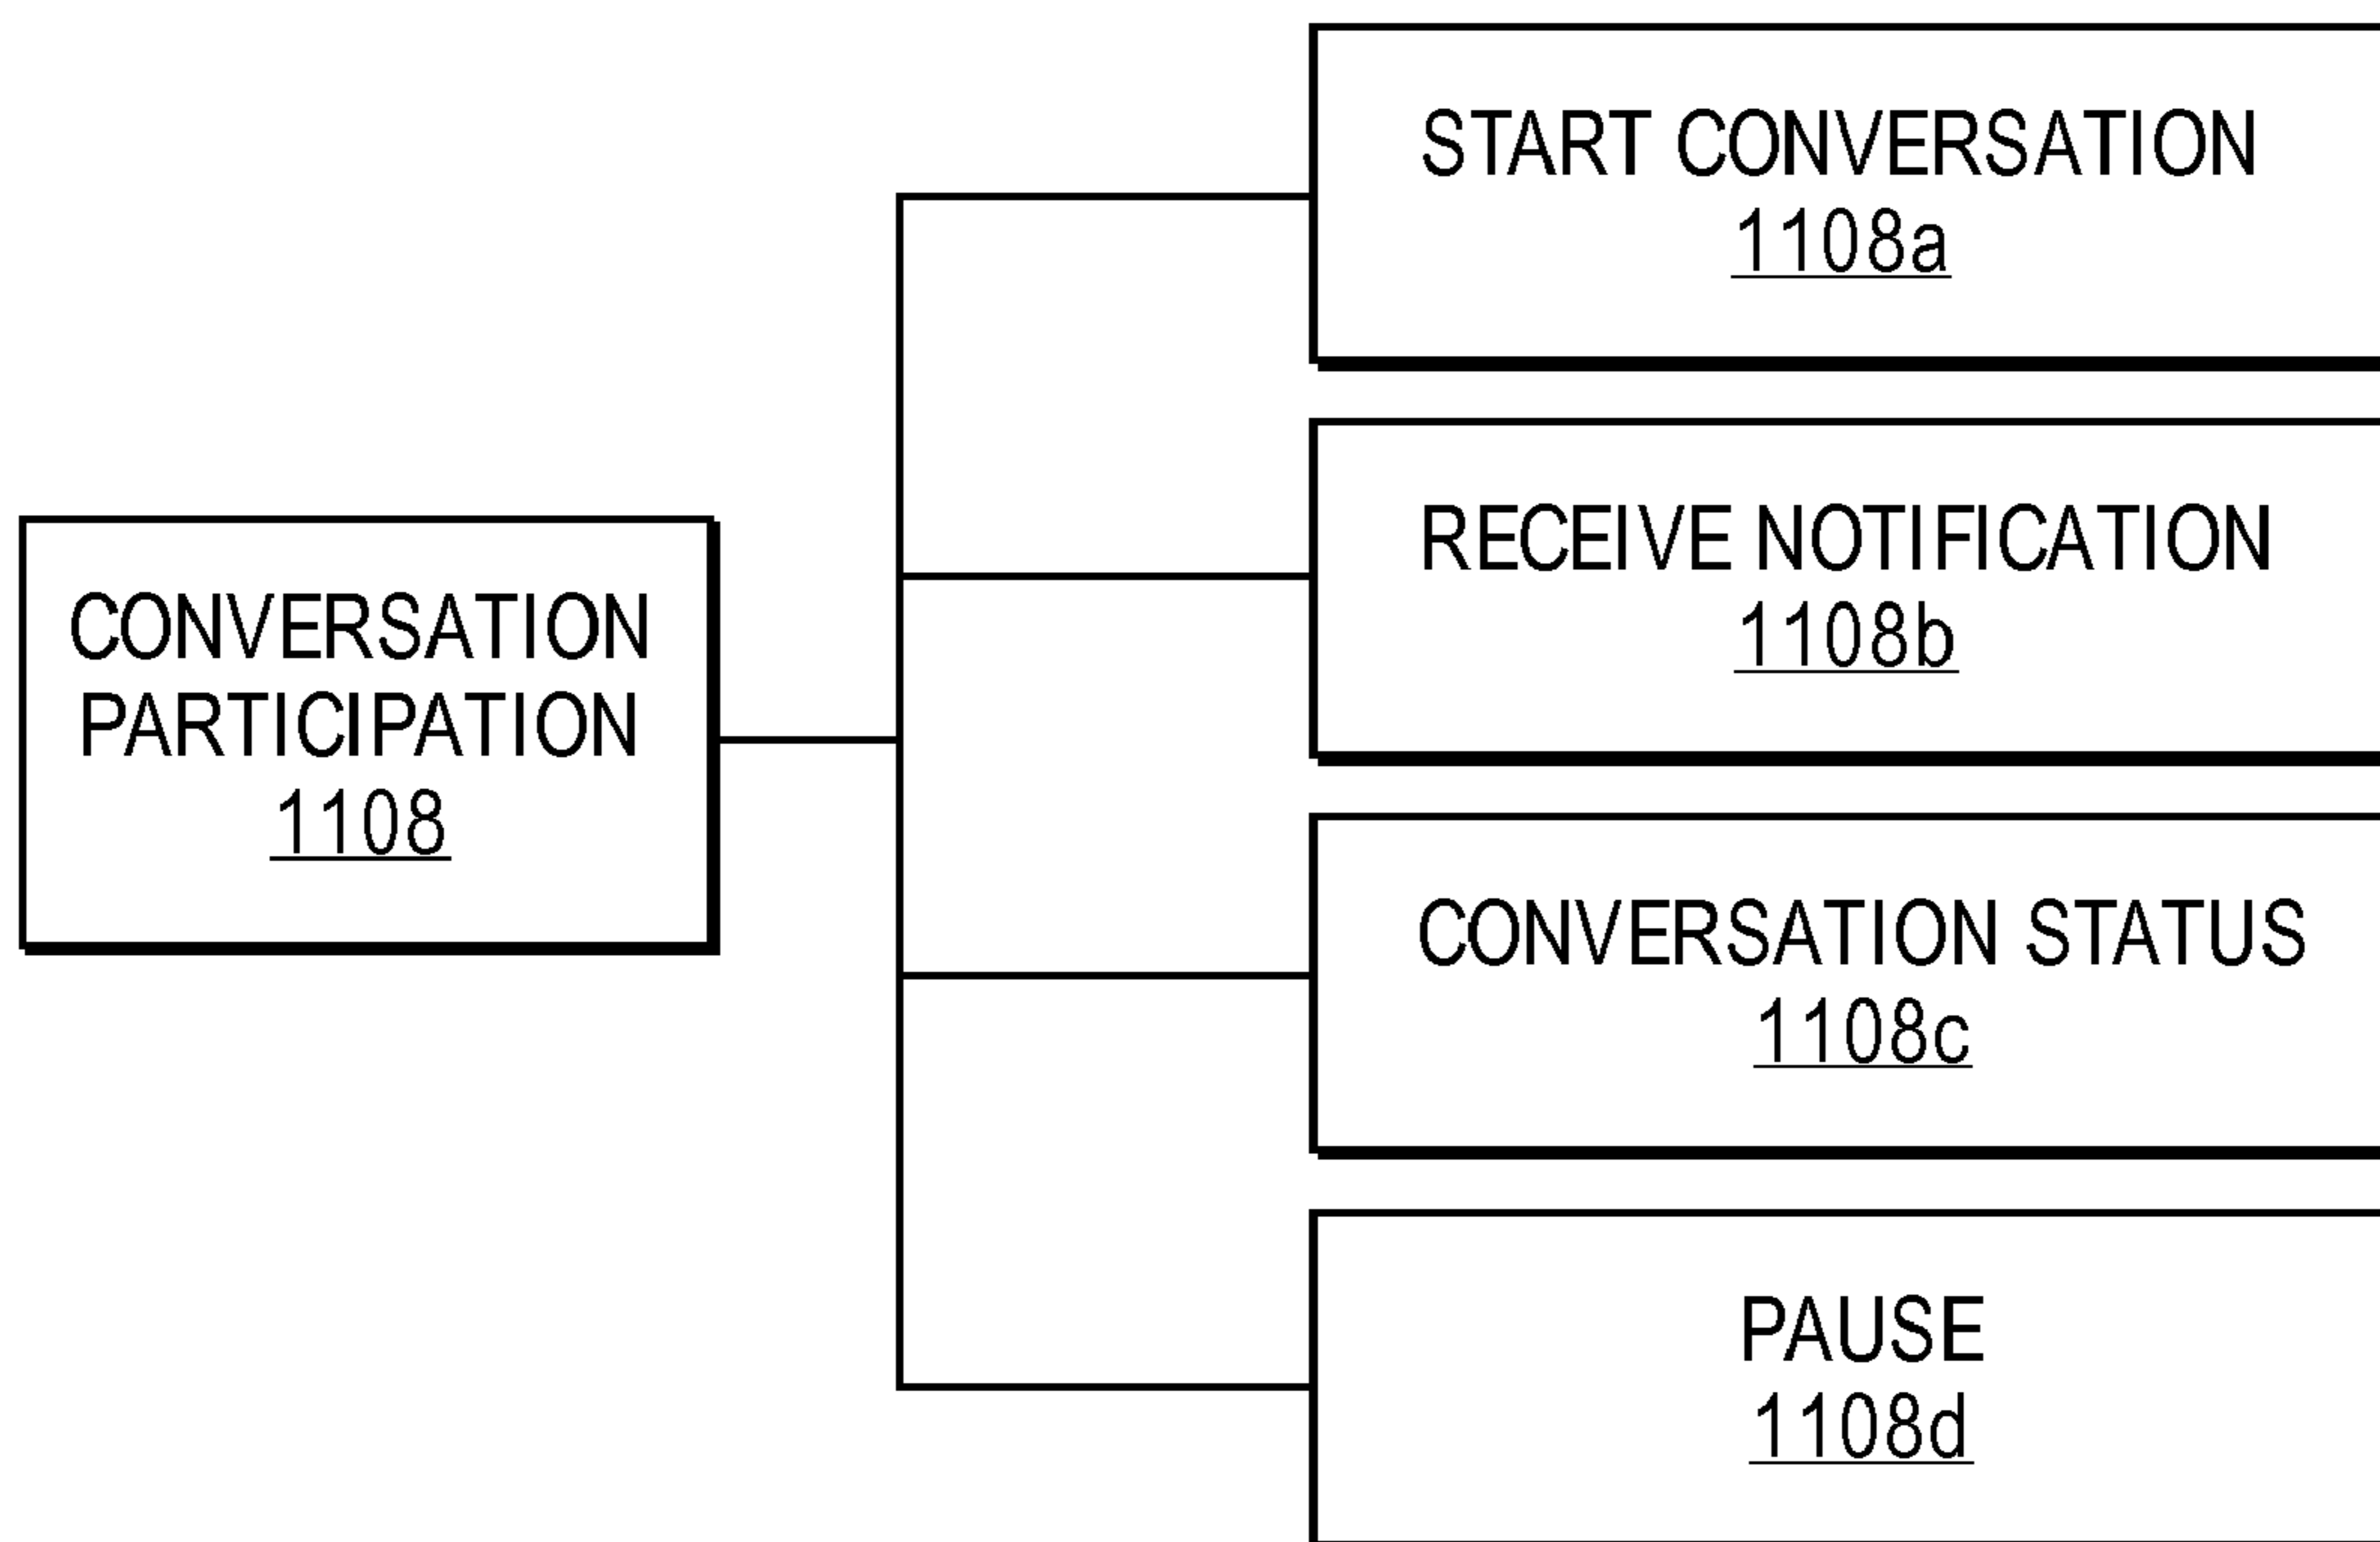 START CONVERSATION
1108a
RECEIVE NOTIFICATION
1108b
CONVERSATION
PARTICIPATION
1108
CONVERSATION STATUS
1108c
PAUSE
1108d